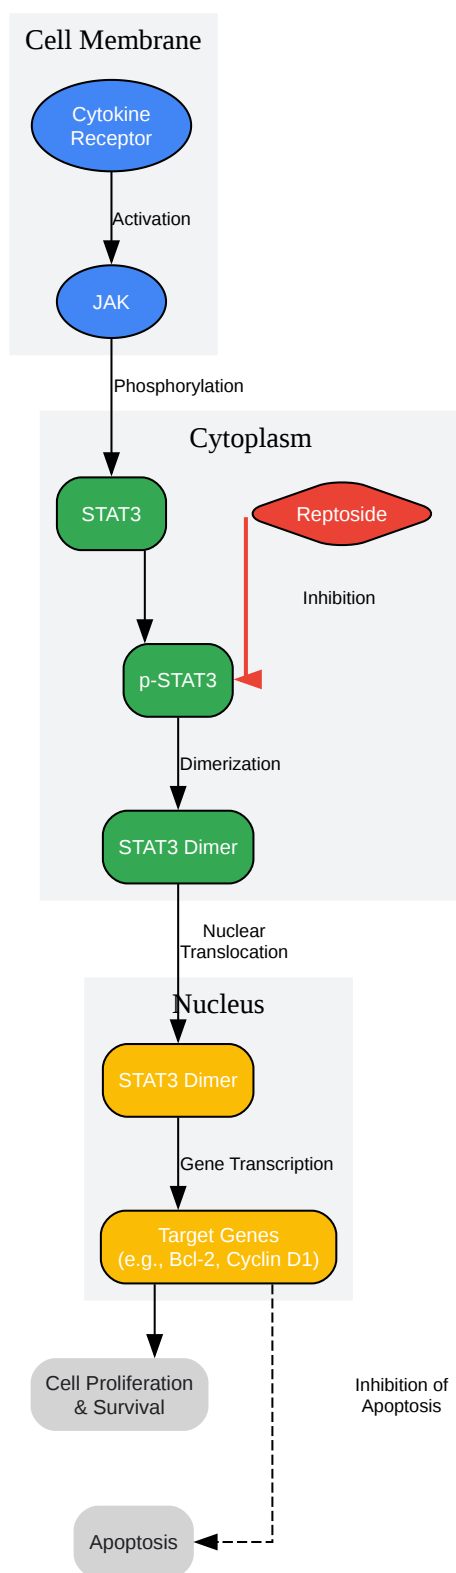 Cell Membrane
Cytokine
Receptor
Activation
JAK
Phosphorylation
Cytoplasm
STAT3
Reptoside
Inhibition
p-STAT3
Dimerization
STAT3 Dimer
Nuclear
Translocation
Nucleus
STAT3 Dimer
Gene Transcription
Target Genes
(e.g., Bcl-2, Cyclin D1)
Cell Proliferation
& Survival
Inhibition of
Apoptosis
Apoptosis